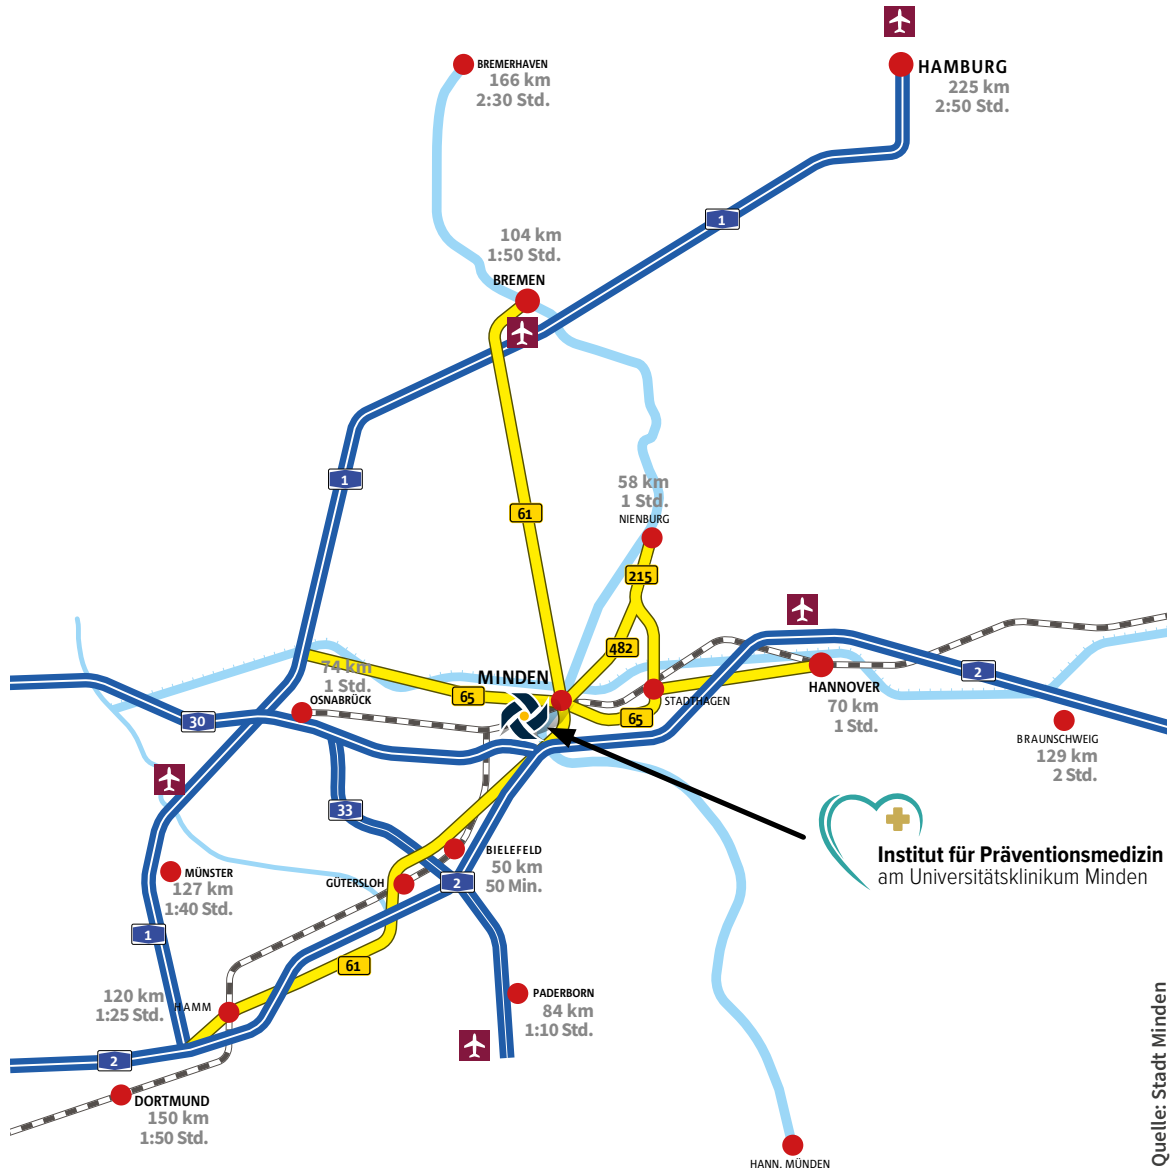 BREMERHAVEN
166 km
2:30 Std.
HAMBURG
225 km
2:50 Std.
1
104 km
1:50 Std.
BREMEN
1
61
58 km
1 Std.
NIENBURG
215
482
74 km
1 Std.
OSNABRÜCK
65
MINDEN
STADTHAGEN
65
HANNOVER
70 km
1 Std.
2
BRAUNSCHWEIG
129 km
2 Std.
30
33
MÜNSTER
127 km
1:40 Std.
GÜTERSLOH
BIELEFELD
50 km
50 Min.
2
Institut für Präventionsmedizin
am Universitätsklinikum Minden
1
61
120 km
1:25 Std.
HAMM
PADERBORN
84 km
1:10 Std.
2
DORTMUND
150 km
1:50 Std.
HANN. MÜNDEN
Quelle: Stadt Minden